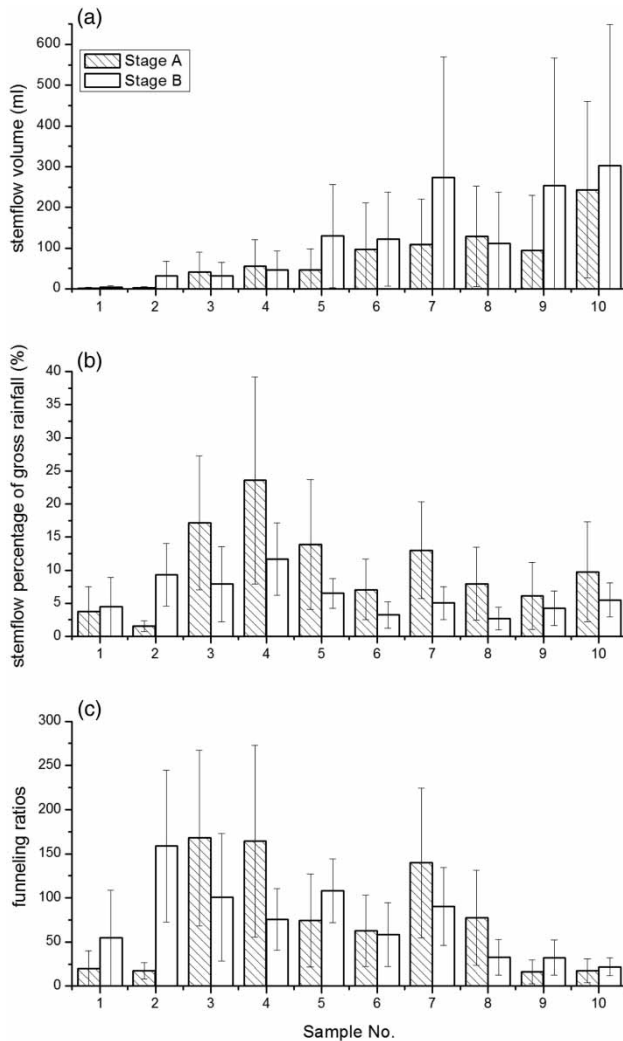 (a)
600
500
400
300
200
100
0
stemflow volume (ml)
Stage A
Stage B
1 2 3 4 5 6 7 8 9 10
(b)
40
35
30
25
20
15
10
5
0
stemflow percentage of gross rainfall (%)
1 2 3 4 5 6 7 8 9 10
(c)
300
250
200
150
100
50
0
funneling ratios
1 2 3 4 5 6 7 8 9 10
Sample No.